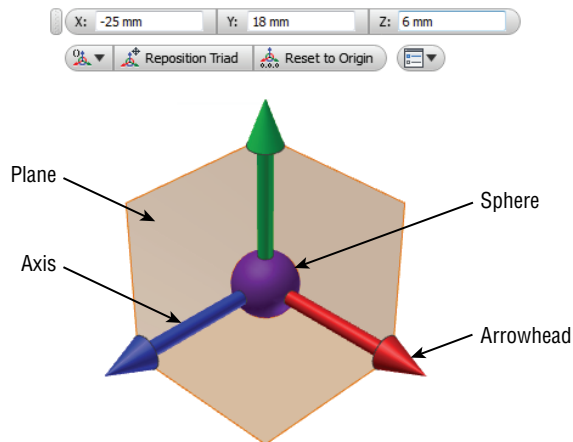 X: -25 mm Y: 18 mm Z: 6 mm
Reposition Triad Reset to Origin
Plane
Sphere
Axis
Arrowhead